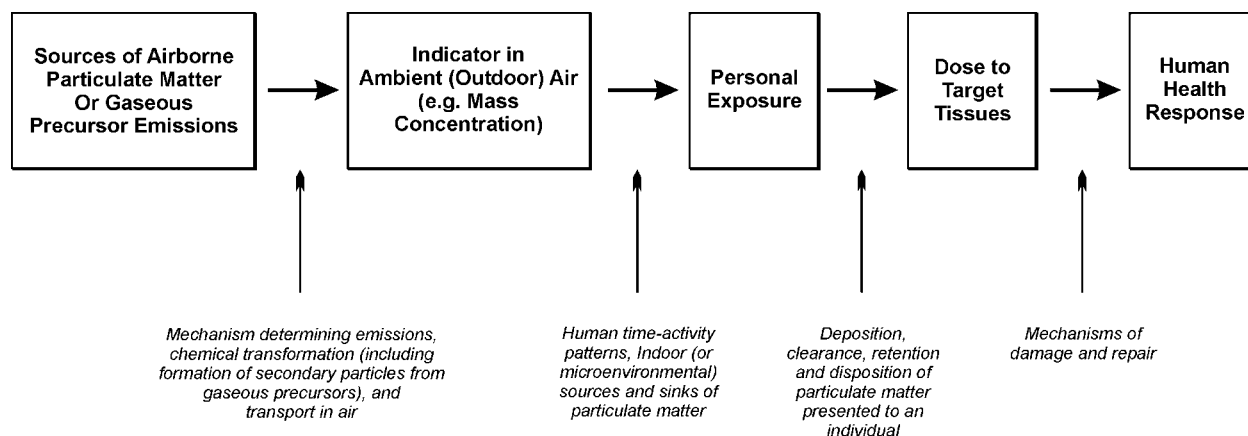 Sources of Airborne
Particulate Matter
Or Gaseous
Precursor Emissions
Indicator in
Ambient (Outdoor) Air
(e.g. Mass
Concentration)
Personal
Exposure
Dose to
Target
Tissues
Human
Health
Response
Mechanism determining emissions,
chemical transformation (including
formation of secondary particles from
gaseous precursors), and
transport in air
Human time-activity
patterns, Indoor (or
microenvironmental)
sources and sinks of
particulate matter
Deposition,
clearance, retention
and disposition of
particulate matter
presented to an
individual
Mechanisms of
damage and repair